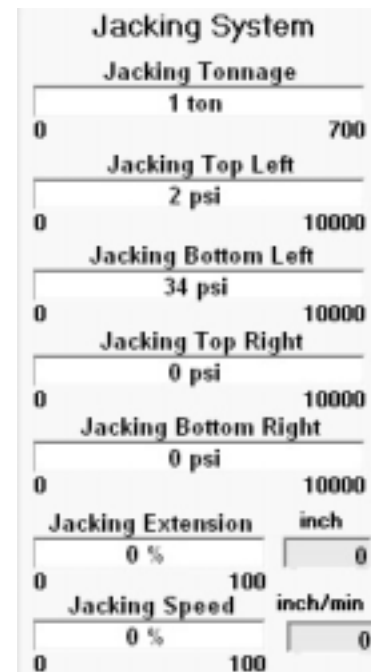 Jacking System
Jacking Tonnage
1 ton
0 700
Jacking Top Left
2 psi
0 10000
Jacking Bottom Left
34 psi
0 10000
Jacking Top Right
0 psi
0 10000
Jacking Bottom Right
0 psi
0 10000
Jacking Extension inch
0 % 0
0 100
Jacking Speed inch/min
0 % 0
0 100